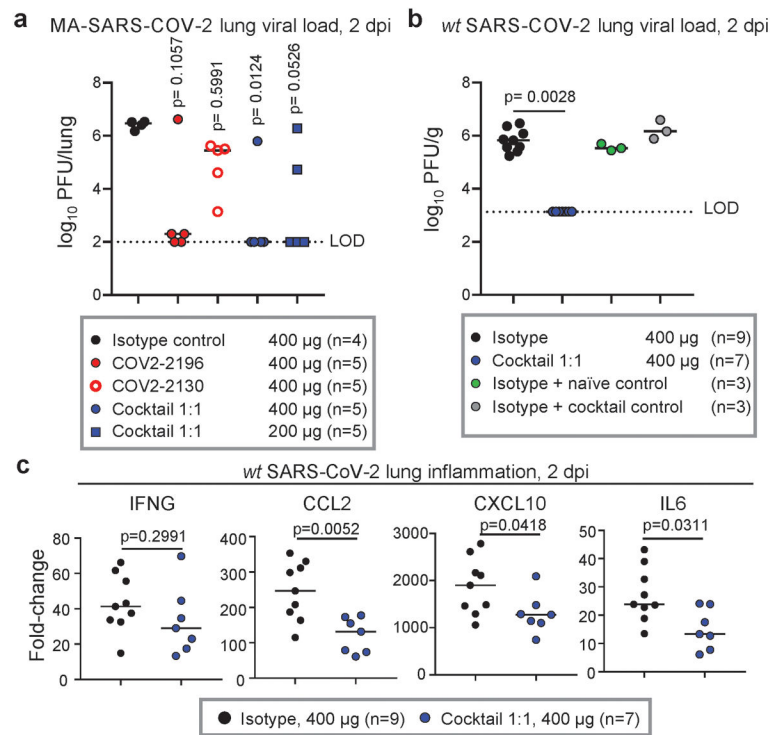 a
MA-SARS-COV-2 lung viral load, 2 dpi
p= 0.1057
p= 0.5991
p= 0.0124
p= 0.0526
8
6
4
2
0
log10 PFU/lung
LOD
Isotype control 400 µg (n=4)
COV2-2196 400 µg (n=5)
COV2-2130 400 µg (n=5)
Cocktail 1:1 400 µg (n=5)
Cocktail 1:1 200 µg (n=5)
b
wt SARS-COV-2 lung viral load, 2 dpi
p= 0.0028
8
6
4
2
0
log10 PFU/g
LOD
Isotype 400 µg (n=9)
Cocktail 1:1 400 µg (n=7)
Isotype + naïve control (n=3)
Isotype + cocktail control (n=3)
c
wt SARS-CoV-2 lung inflammation, 2 dpi
Fold-change
IFNG
p=0.2991
80
60
40
20
0
CCL2
p=0.0052
400
300
200
100
0
CXCL10
p=0.0418
3000
2000
1000
0
IL6
p=0.0311
50
40
30
20
10
0
Isotype, 400 µg (n=9) Cocktail 1:1, 400 µg (n=7)